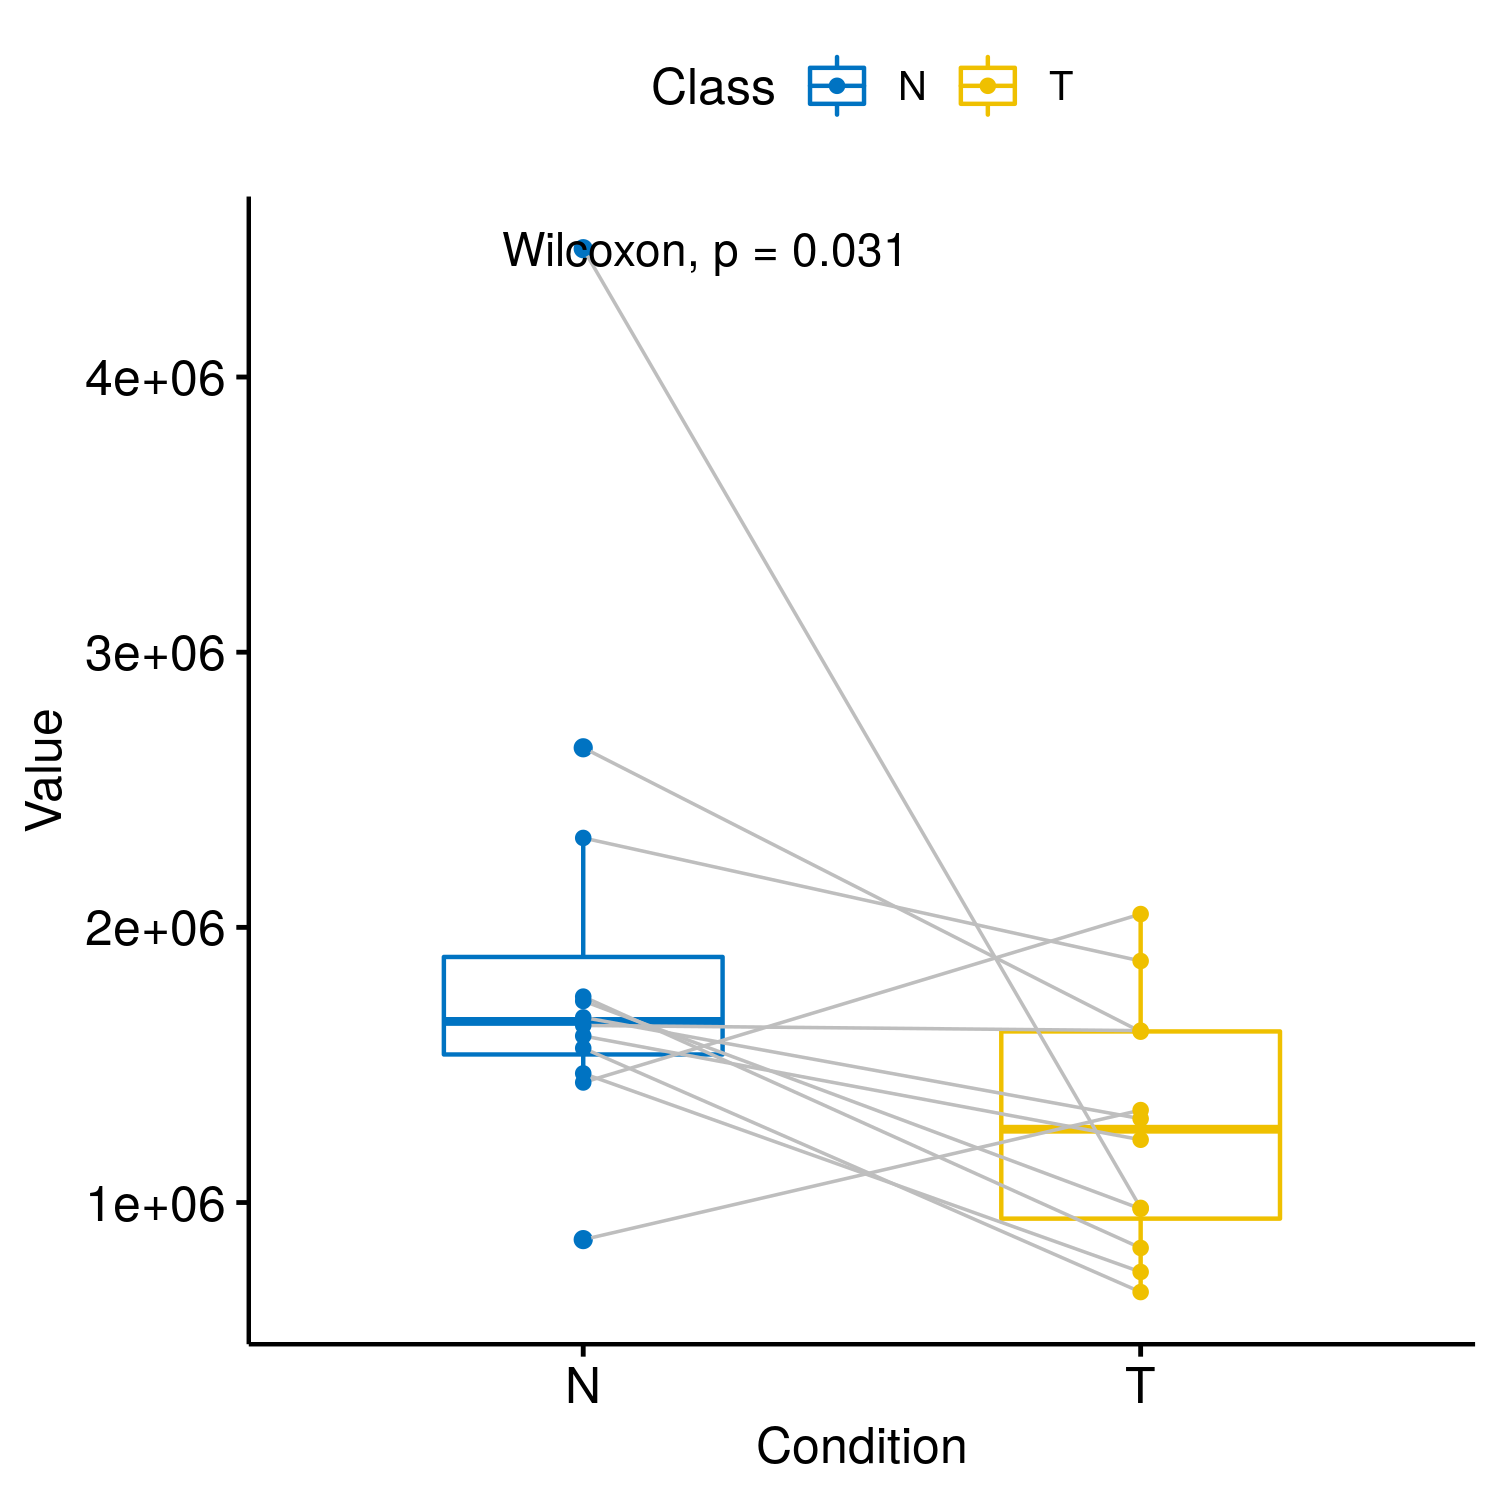 Class N T
Wilcoxon, p = 0.031
4e+06
3e+06
2e+06
1e+06
Value
N T
Condition